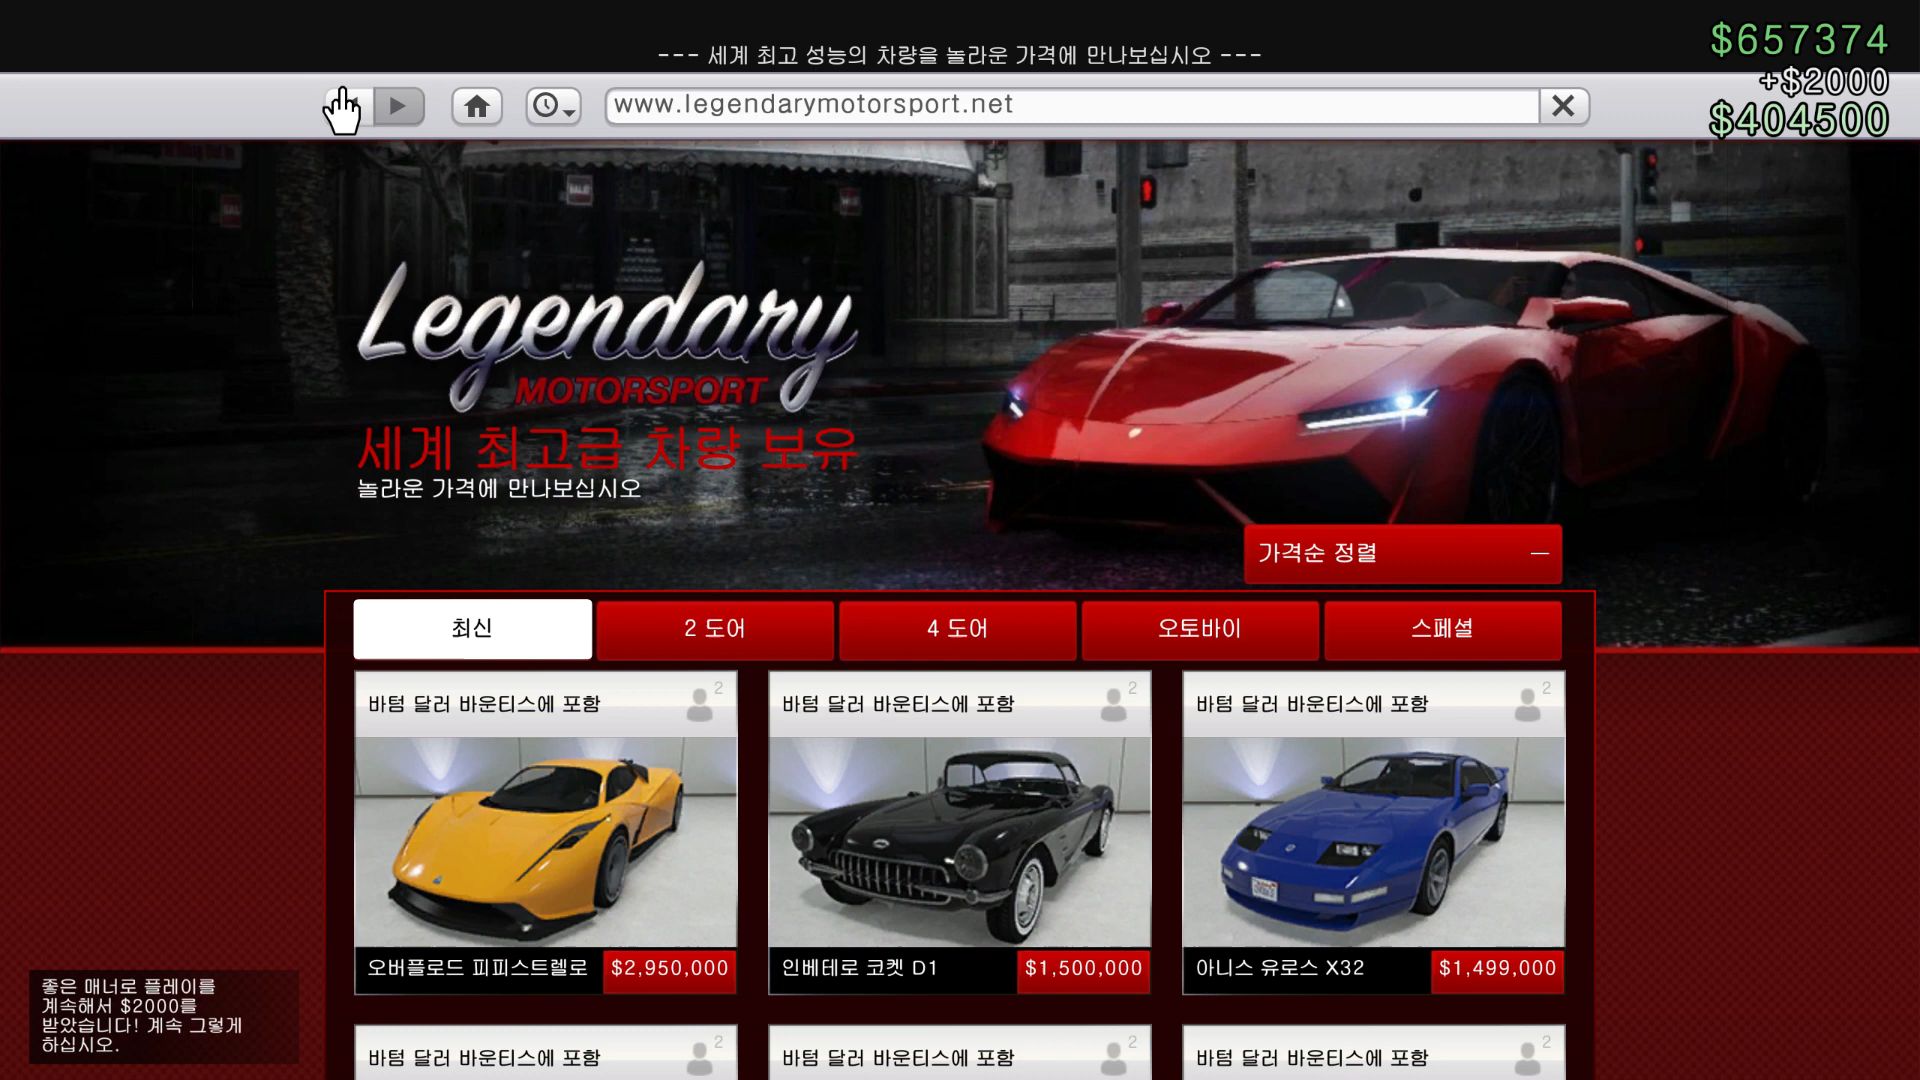 --- 세계 최고 성능의 차량을 놀라운 가격에 만나보십시오 ---
$657374
+$2000
$404500
www.legendarymotorsport.net
Legendary
MOTORSPORT
세계 최고급 차량 보유
놀라운 가격에 만나보십시오
가격순 정렬
최신
2 도어
4 도어
오토바이
스페셜
바텀 달러 바운티스에 포함
2
바텀 달러 바운티스에 포함
2
바텀 달러 바운티스에 포함
2
오버플로드 피피스트렐로
$2,950,000
인베테로 코켓 D1
$1,500,000
아니스 유로스 X32
$1,499,000
좋은 매너로 플레이를
계속해서 $2000를
받았습니다! 계속 그렇게
하십시오.
바텀 달러 바운티스에 포함
2
바텀 달러 바운티스에 포함
2
바텀 달러 바운티스에 포함
2